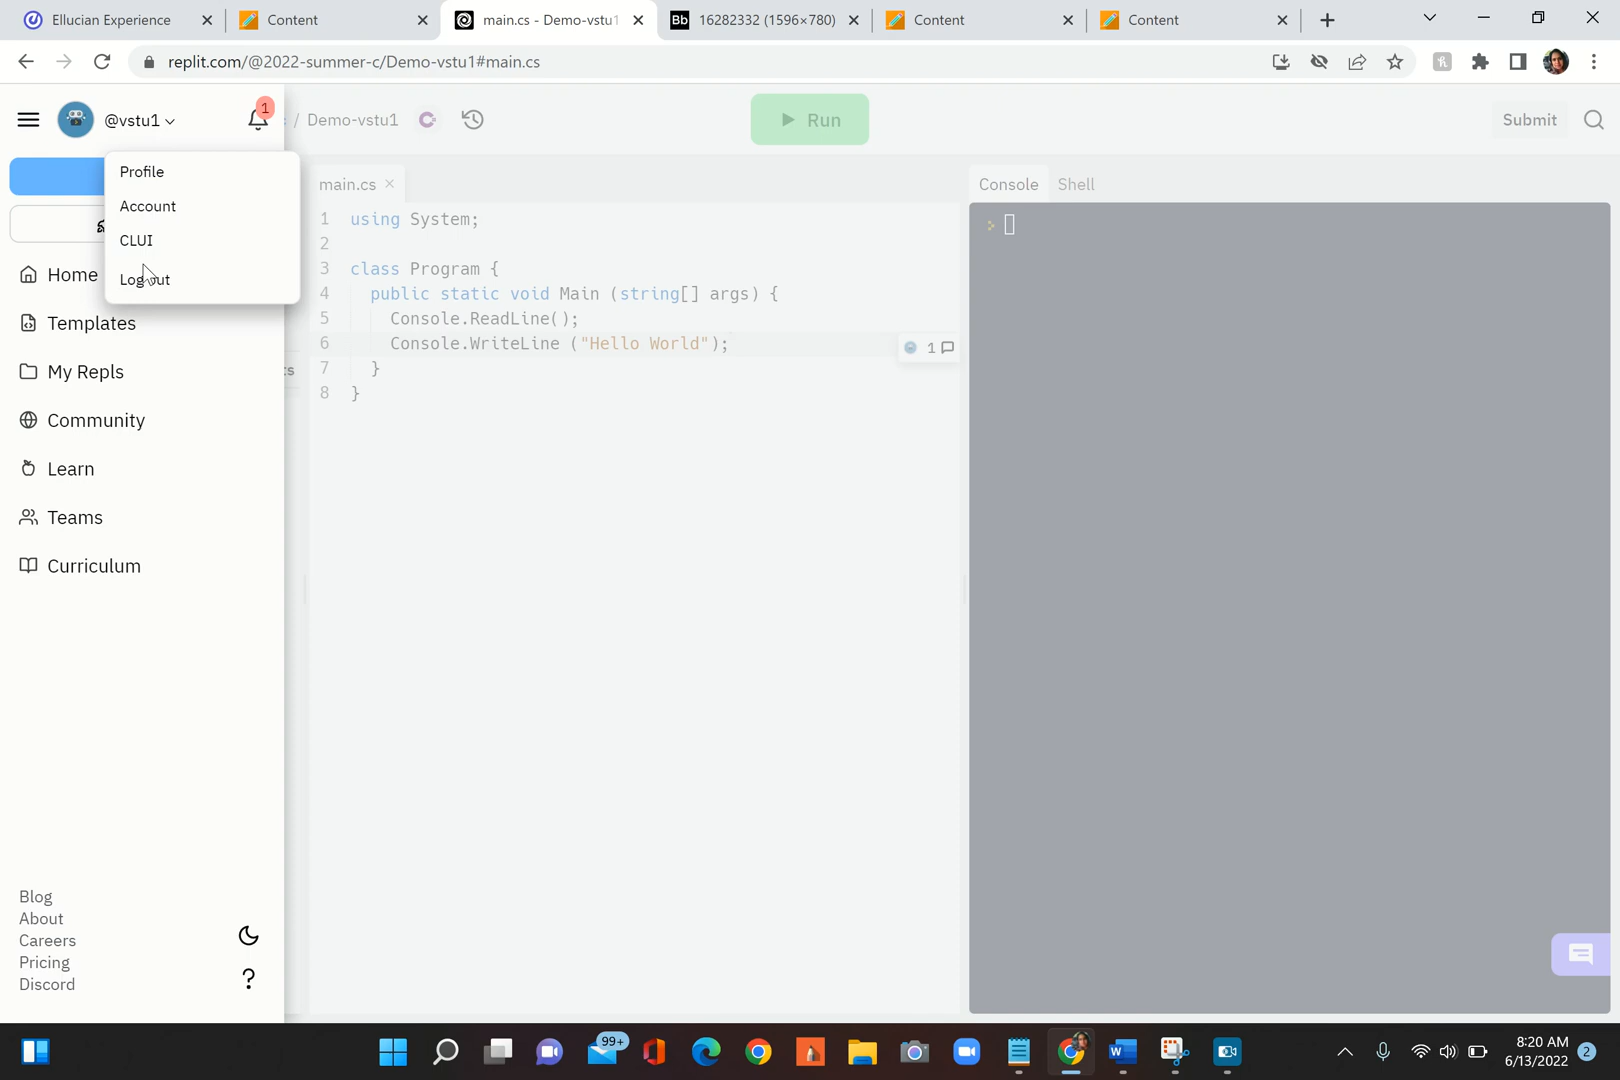 Ellucian Experience
Content
main.cs - Demo-vstu1
Bb 16282332 (1596×780)
Content
Content
replit.com/@2022-summer-c/Demo-vstu1#main.cs
@vstu1
1
/ Demo-vstu1
Run
Submit
Profile
Account
CLUI
Log out
Home
Templates
My Repls
Community
Learn
Teams
Curriculum
Blog
About
Careers
Pricing
Discord
?
cs
main.cs
1 using System;
2
3 class Program {
4 public static void Main (string[] args) {
5 Console.ReadLine();
6 Console.WriteLine ("Hello World");
7 }
8 }
1
Console
Shell
>
99+
8:20 AM
6/13/2022
2